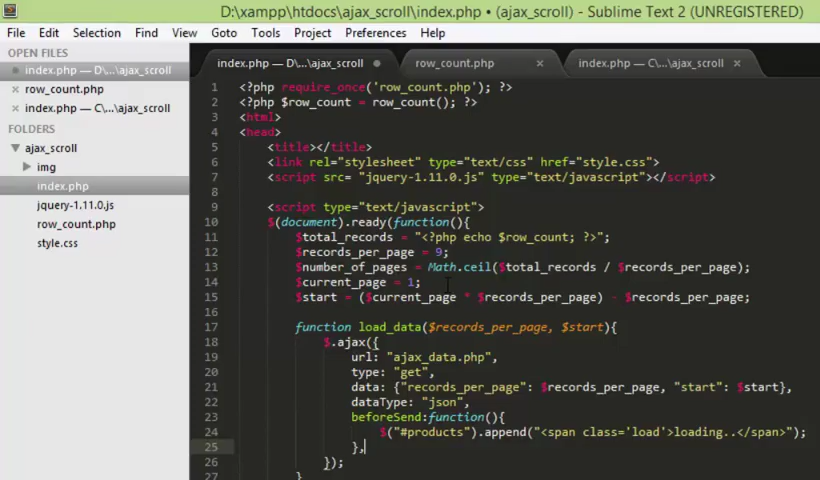 D:\xampp\htdocs\ajax_scroll\index.php • (ajax_scroll) - Sublime Text 2 (UNREGISTERED)
File Edit Selection Find View Goto Tools Project Preferences Help
OPEN FILES
index.php — D\...\ajax_scroll
row_count.php
index.php — C\...\ajax_scroll
FOLDERS
ajax_scroll
img
index.php
jquery-1.11.0.js
row_count.php
style.css
index.php — D\...\ajax_scroll
row_count.php
index.php — C\...\ajax_scroll
1 <?php require_once('row_count.php'); ?>
2 <?php $row_count = row_count(); ?>
3 <html>
4 <head>
5 <title></title>
6 <link rel="stylesheet" type="text/css" href="style.css">
7 <script src= "jquery-1.11.0.js" type="text/javascript"></script>
8
9 <script type="text/javascript">
10 $(document).ready(function(){
11 $total_records = "<?php echo $row_count; ?>";
12 $records_per_page = 9;
13 $number_of_pages = Math.ceil($total_records / $records_per_page);
14 $current_page = 1;
15 $start = ($current_page * $records_per_page) - $records_per_page;
16
17 function load_data($records_per_page, $start){
18 $.ajax({
19 url: "ajax_data.php",
20 type: "get",
21 data: {"records_per_page": $records_per_page, "start": $start},
22 dataType: "json",
23 beforeSend:function(){
24 $("#products").append("<span class='load'>loading..</span>");
25 },
26 });
27 }